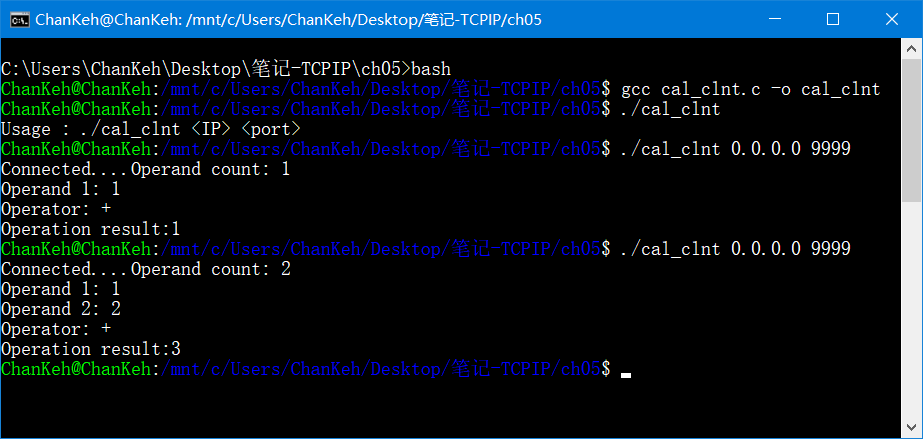 ChanKeh@ChanKeh: /mnt/c/Users/ChanKeh/Desktop/笔记-TCPIP/ch05
C:\Users\ChanKeh\Desktop\笔记-TCPIP\ch05>bash
ChanKeh@ChanKeh:/mnt/c/Users/ChanKeh/Desktop/笔记-TCPIP/ch05$ gcc cal_clnt.c -o cal_clnt
ChanKeh@ChanKeh:/mnt/c/Users/ChanKeh/Desktop/笔记-TCPIP/ch05$ ./cal_clnt
Usage : ./cal_clnt <IP> <port>
ChanKeh@ChanKeh:/mnt/c/Users/ChanKeh/Desktop/笔记-TCPIP/ch05$ ./cal_clnt 0.0.0.0 9999
Connected....Operand count: 1
Operand 1: 1
Operator: +
Operation result:1
ChanKeh@ChanKeh:/mnt/c/Users/ChanKeh/Desktop/笔记-TCPIP/ch05$ ./cal_clnt 0.0.0.0 9999
Connected....Operand count: 2
Operand 1: 1
Operand 2: 2
Operator: +
Operation result:3
ChanKeh@ChanKeh:/mnt/c/Users/ChanKeh/Desktop/笔记-TCPIP/ch05$